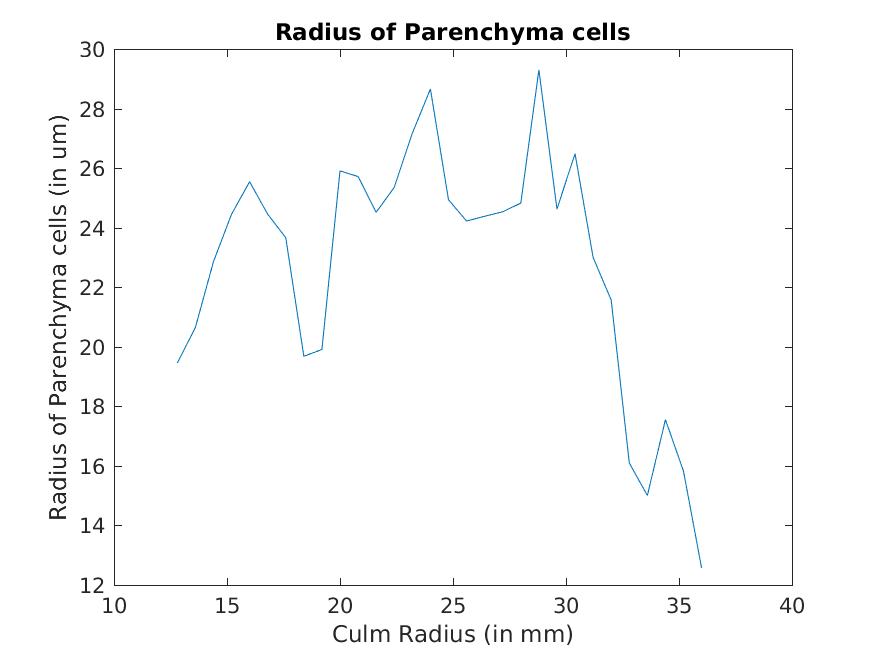 Radius of Parenchyma cells
30
28
26
24
22
20
18
16
14
12
Radius of Parenchyma cells (in um)
10 15 20 25 30 35 40
Culm Radius (in mm)